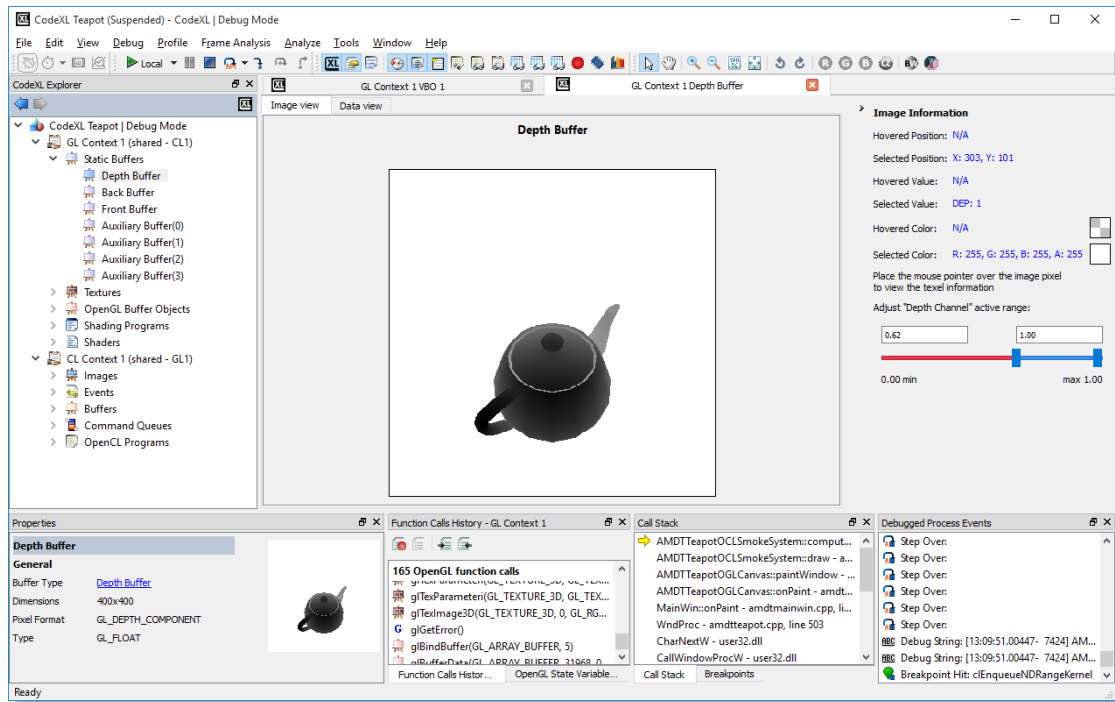 CodeXL Teapot (Suspended) - CodeXL | Debug Mode
File Edit View Debug Profile Frame Analysis Analyze Tools Window Help
Local
CodeXL Explorer
CodeXL Teapot | Debug Mode
GL Context 1 (shared - CL1)
Static Buffers
Depth Buffer
Back Buffer
Front Buffer
Auxiliary Buffer(0)
Auxiliary Buffer(1)
Auxiliary Buffer(2)
Auxiliary Buffer(3)
Textures
OpenGL Buffer Objects
Shading Programs
Shaders
CL Context 1 (shared - GL1)
Images
Events
Buffers
Command Queues
OpenCL Programs
GL Context 1 VBO 1
GL Context 1 Depth Buffer
Image view Data view
Depth Buffer
Image Information
Hovered Position: N/A
Selected Position: X: 303, Y: 101
Hovered Value: N/A
Selected Value: DEP: 1
Hovered Color: N/A
Selected Color: R: 255, G: 255, B: 255, A: 255
Place the mouse pointer over the image pixel
to view the texel information
Adjust "Depth Channel" active range:
0.62 1.00
0.00 min max 1.00
Properties
Depth Buffer
General
Buffer Type Depth Buffer
Dimensions 400x400
Pixel Format GL_DEPTH_COMPONENT
Type GL_FLOAT
Function Calls History - GL Context 1
165 OpenGL function calls
glTexParameteri(GL_TEXTURE_3D, GL_TEX...
glTexParameteri(GL_TEXTURE_3D, GL_TEX...
glTexImage3D(GL_TEXTURE_3D, 0, GL_RG...
glGetError()
glBindBuffer(GL_ARRAY_BUFFER, 5)
glBufferData(GL_ARRAY_BUFFER, 31968, 0
Function Calls Histor... OpenGL State Variable...
Call Stack
AMDTTeapotOCLSmokeSystem::comput...
AMDTTeapotOCLSmokeSystem::draw - a...
AMDTTeapotOGLCanvas::paintWindow - ...
AMDTTeapotOGLCanvas::onPaint - amdt...
MainWin::onPaint - amdtmainwin.cpp, li...
WndProc - amdtteapot.cpp, line 503
CharNextW - user32.dll
CallWindowProcW - user32.dll
Call Stack Breakpoints
Debugged Process Events
Step Over:
Step Over:
Step Over:
Step Over:
Step Over:
Step Over:
Debug String: [13:09:51.00447- 7424] AM...
Debug String: [13:09:51.00447- 7424] AM...
Breakpoint Hit: clEnqueueNDRangeKernel
Ready